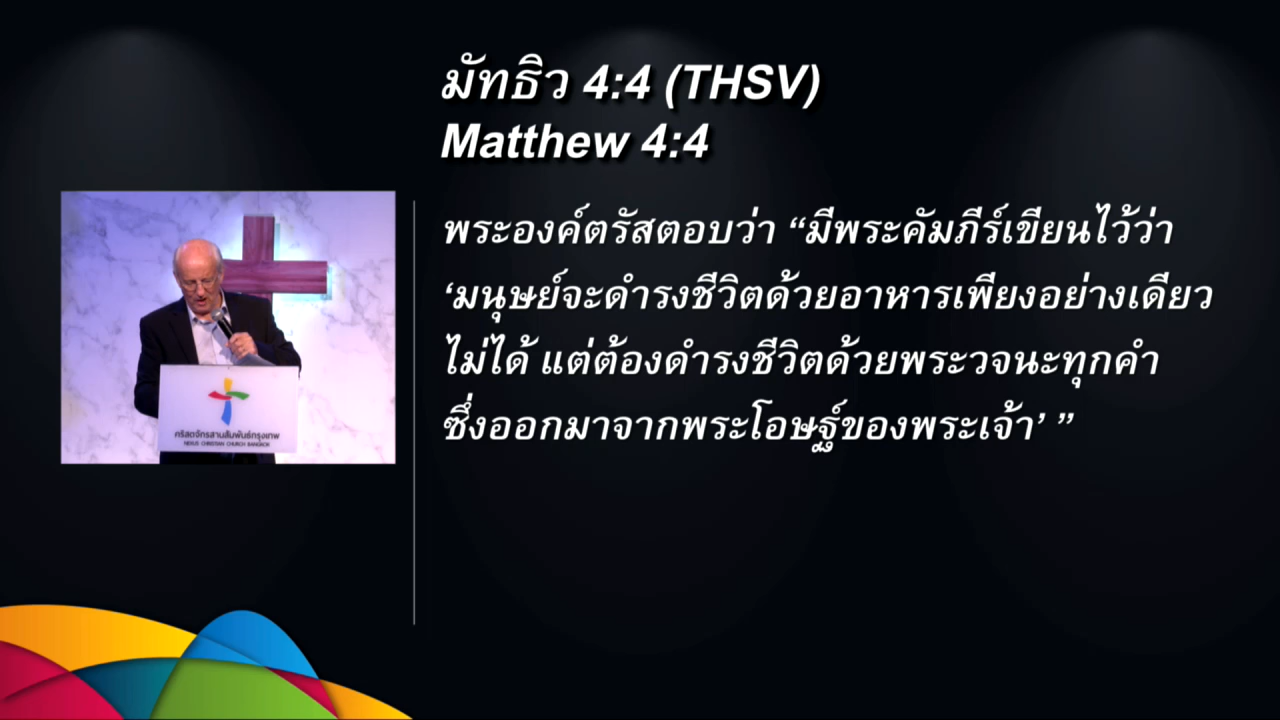 มัทธิว 4:4 (THSV)
Matthew 4:4
พระองค์ตรัสตอบว่า “มีพระคัมภีร์เขียนไว้ว่า
‘มนุษย์จะดำรงชีวิตด้วยอาหารเพียงอย่างเดียว
ไม่ได้ แต่ต้องดำรงชีวิตด้วยพระวจนะทุกคำ
ซึ่งออกมาจากพระโอษฐ์ของพระเจ้า’ ”
คริสตจักรสานสัมพันธ์กรุงเทพ
NEXUS CHRISTIAN CHURCH BANGKOK